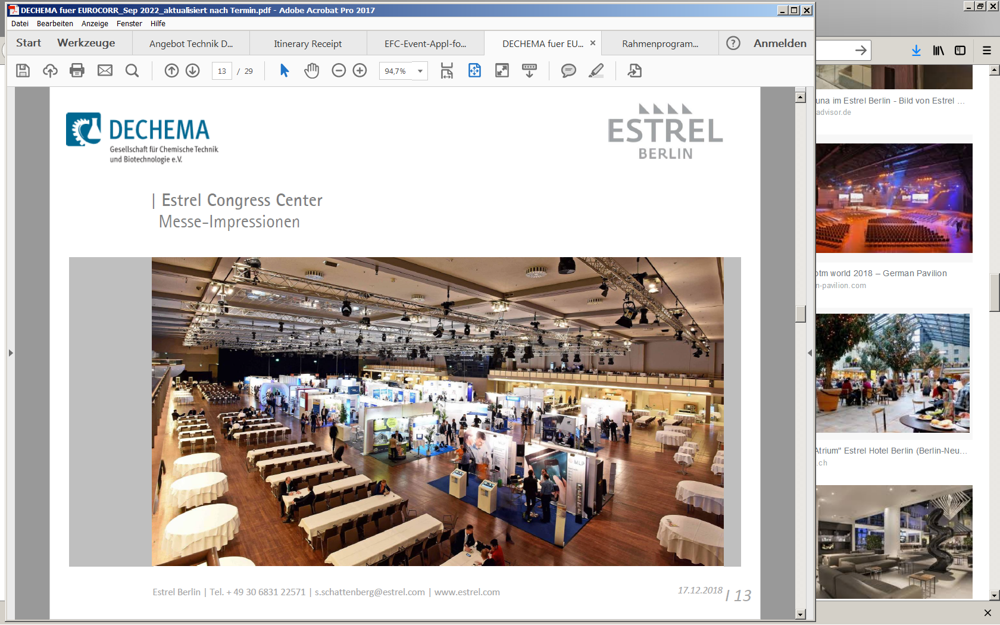 DECHEMA fuer EUROCORR_Sep 2022_aktualisiert nach Termin.pdf - Adobe Acrobat Pro 2017
Datei Bearbeiten Anzeige Fenster Hilfe
Start Werkzeuge Angebot Technik D... Itinerary Receipt EFC-Event-Appl-fo... DECHEMA fuer EU... Rahmenprogram... Anmelden
13 / 29 94,7%
DECHEMA
Gesellschaft für Chemische Technik
und Biotechnologie e.V.
ESTREL
BERLIN
| Estrel Congress Center
Messe-Impressionen
MLP
Estrel Berlin | Tel. + 49 30 6831 22571 | s.schattenberg@estrel.com | www.estrel.com
17.12.2018 | 13
una im Estrel Berlin - Bild von Estrel ...
advisor.de
otm world 2018 – German Pavilion
n-pavilion.com
Atrium" Estrel Hotel Berlin (Berlin-Neu...
.ch